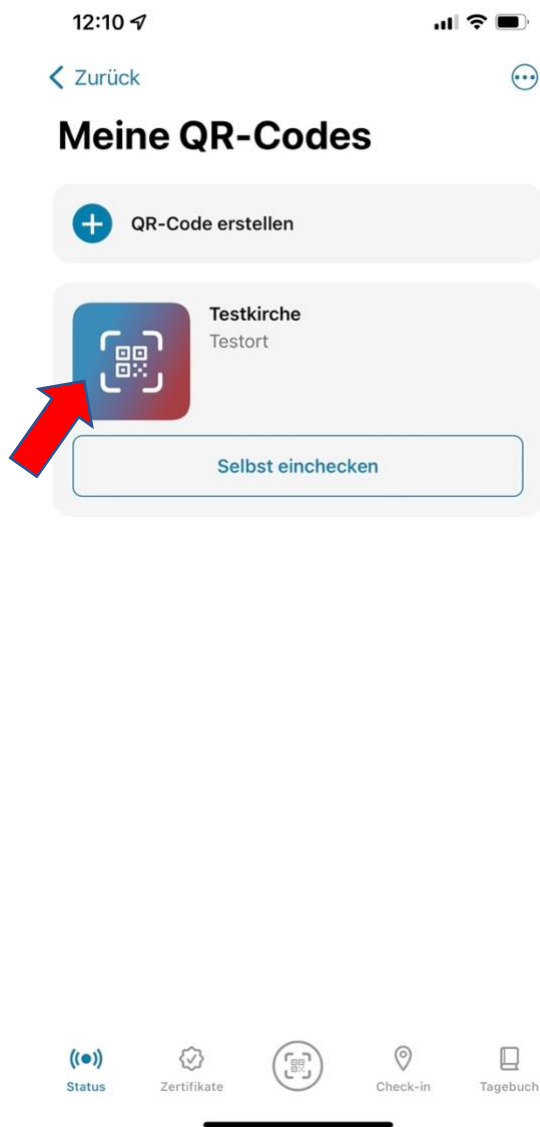 12:10
Zurück
Meine QR-Codes
QR-Code erstellen
Testkirche
Testort
Selbst einchecken
Status
Zertifikate
Check-in
Tagebuch